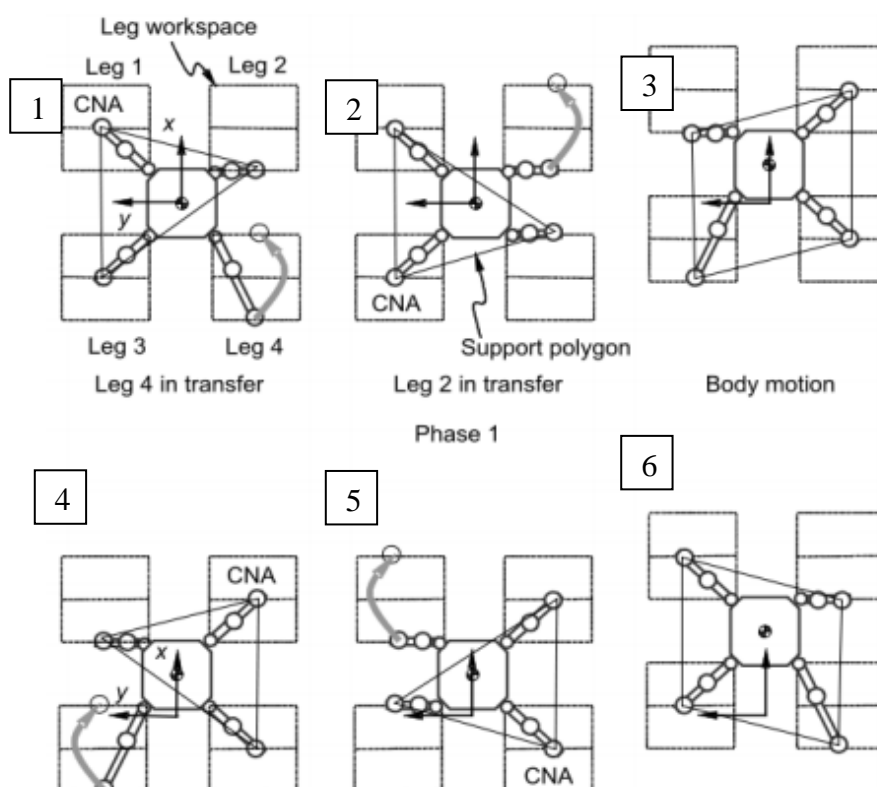 Leg workspace
Leg 1
Leg 2
1
CNA
x
y
Leg 3
Leg 4
Leg 4 in transfer
2
CNA
Support polygon
Leg 2 in transfer
3
Body motion
Phase 1
4
CNA
x
y
5
CNA
6